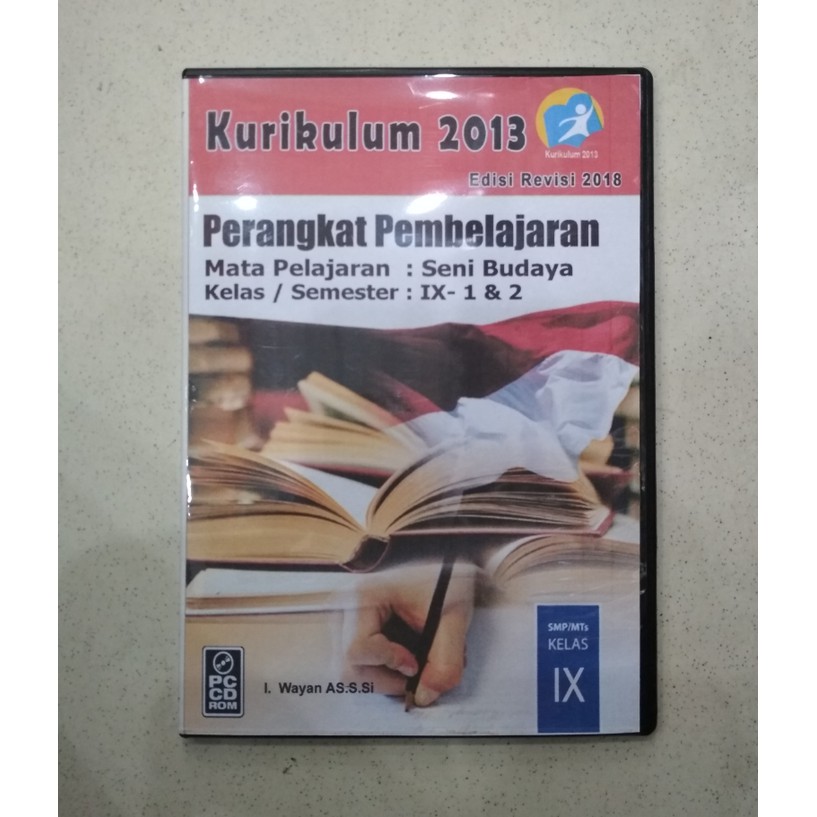 Kurikulum 2013
Kurikulum 2013
Edisi Revisi 2018
Perangkat Pembelajaran
Mata Pelajaran : Seni Budaya
Kelas / Semester : IX- 1 & 2
SMP/MTs
KELAS
IX
PC
CD
ROM
I. Wayan AS.S.Si